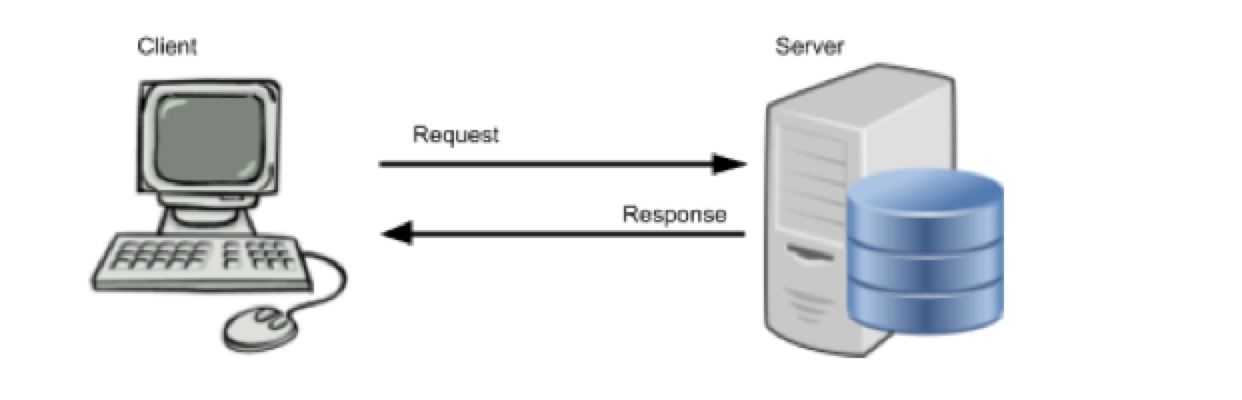 Client
Server
Request
Response